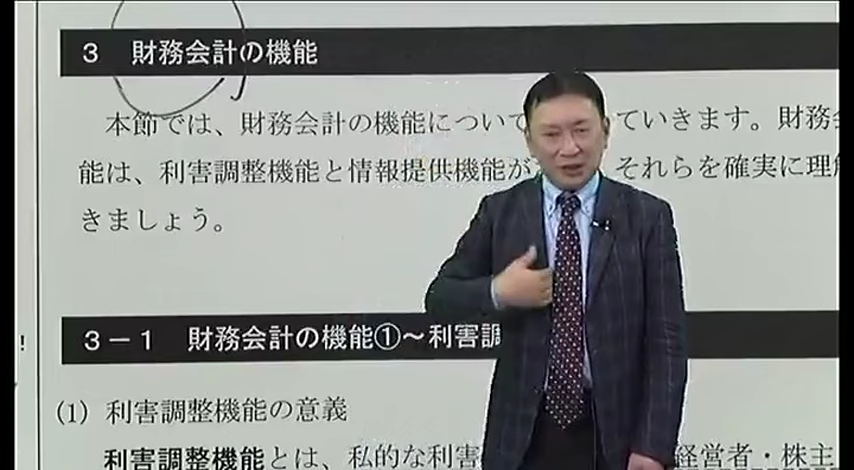 3 財務会計の機能
本節では、財務会計の機能について ていきます。財務
能は、利害調整機能と情報提供機能が それらを確実に理
きましょう。
!
3－1 財務会計の機能①～利害調
(1) 利害調整機能の意義
利害調整機能とは、私的な利害 経営者・株主